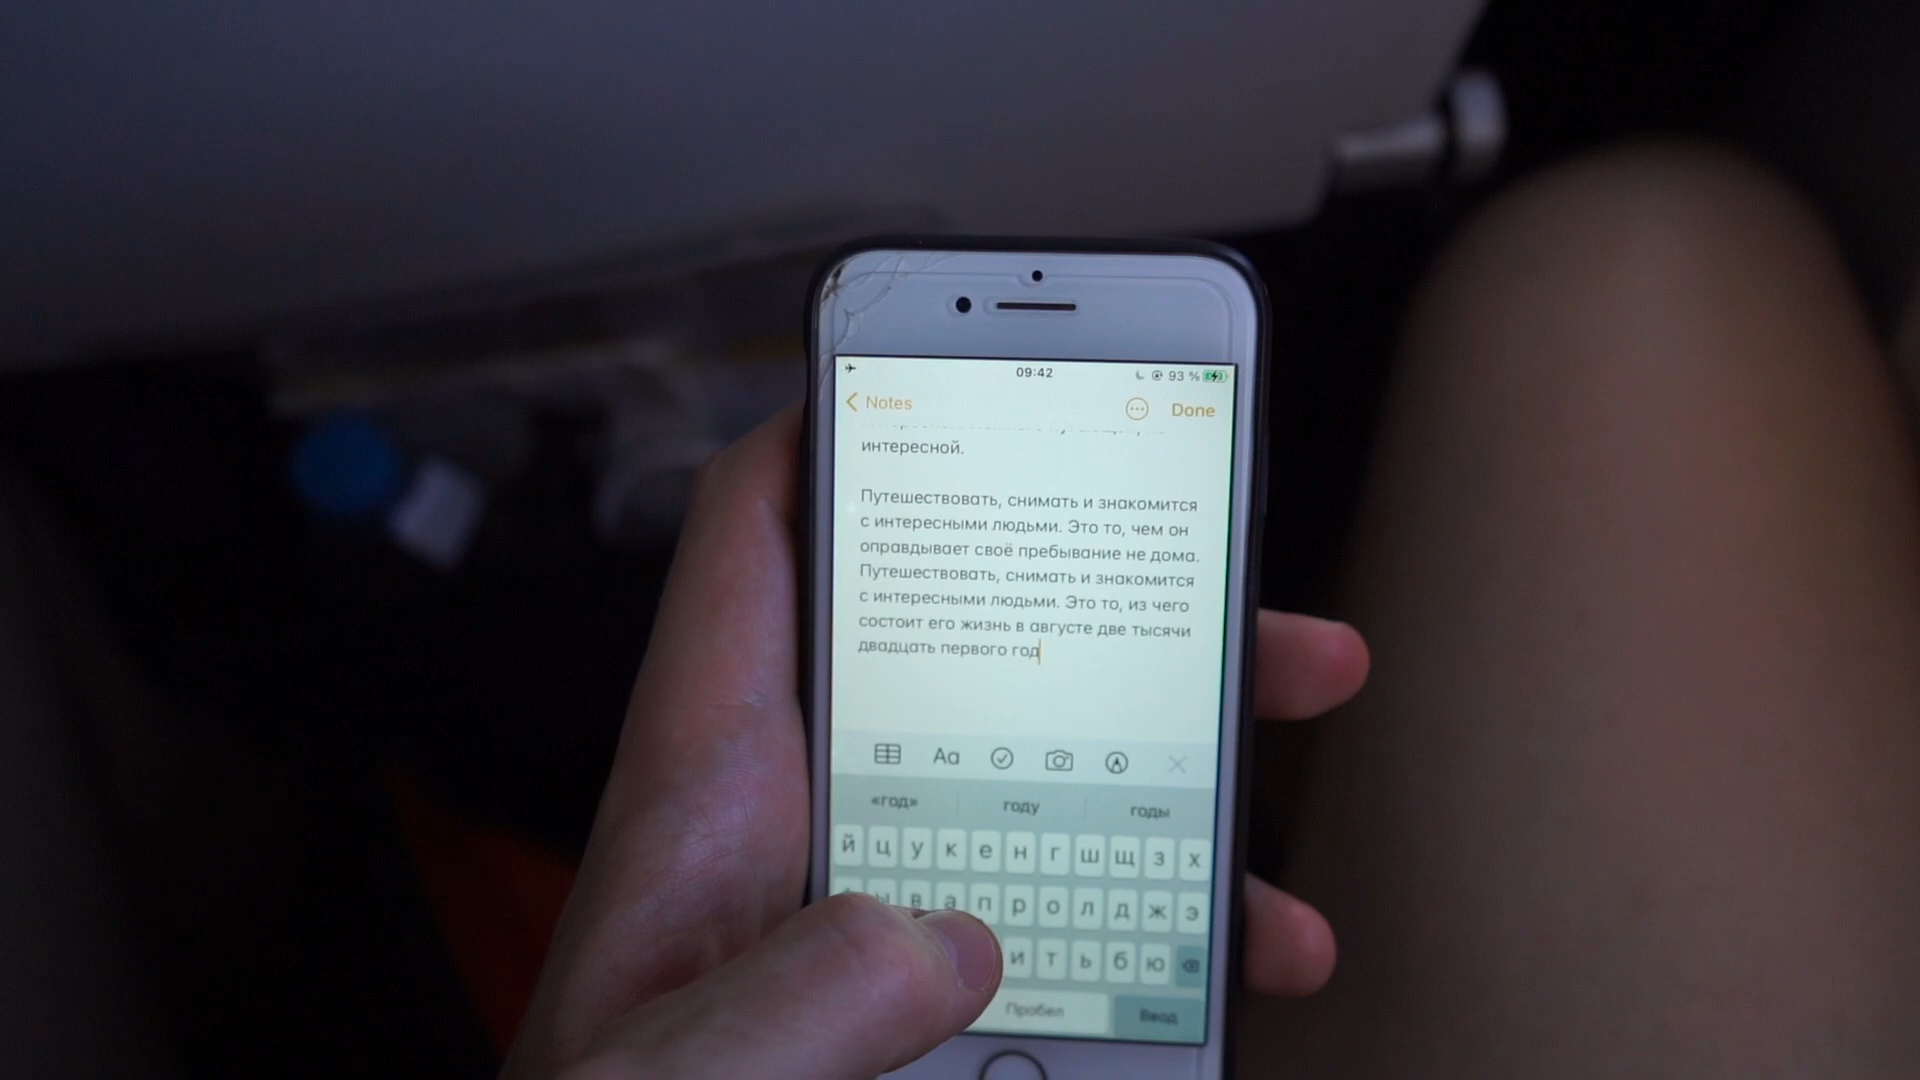 09:42
93 %
Notes
Done
интересной.
Путешествовать, снимать и знакомится
с интересными людьми. Это то, чем он
оправдывает своё пребывание не дома.
Путешествовать, снимать и знакомится
с интересными людьми. Это то, из чего
состоит его жизнь в августе две тысячи
двадцать первого год
Aa
«год» году годы
й ц у к е н г ш щ з х
ы в а п р о л д ж э
и т ь б ю
Пробел Ввод